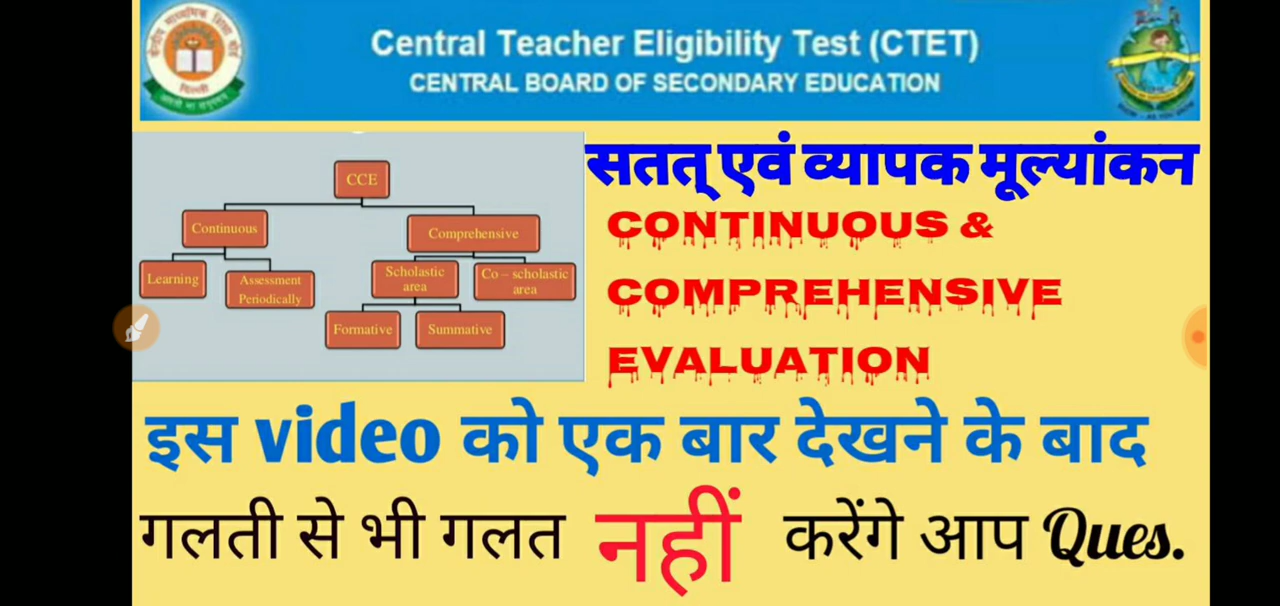 Central Teacher Eligibility Test (CTET)
CENTRAL BOARD OF SECONDARY EDUCATION
CCE
Continuous
Comprehensive
Learning
Assessment
Periodically
Scholastic
area
Co – scholastic
area
Formative
Summative
सतत् एवं व्यापक मूल्यांकन
CONTINUOUS &
COMPREHENSIVE
EVALUATION
इस video को एक बार देखने के बाद
गलती से भी गलत नहीं करेंगे आप Ques.